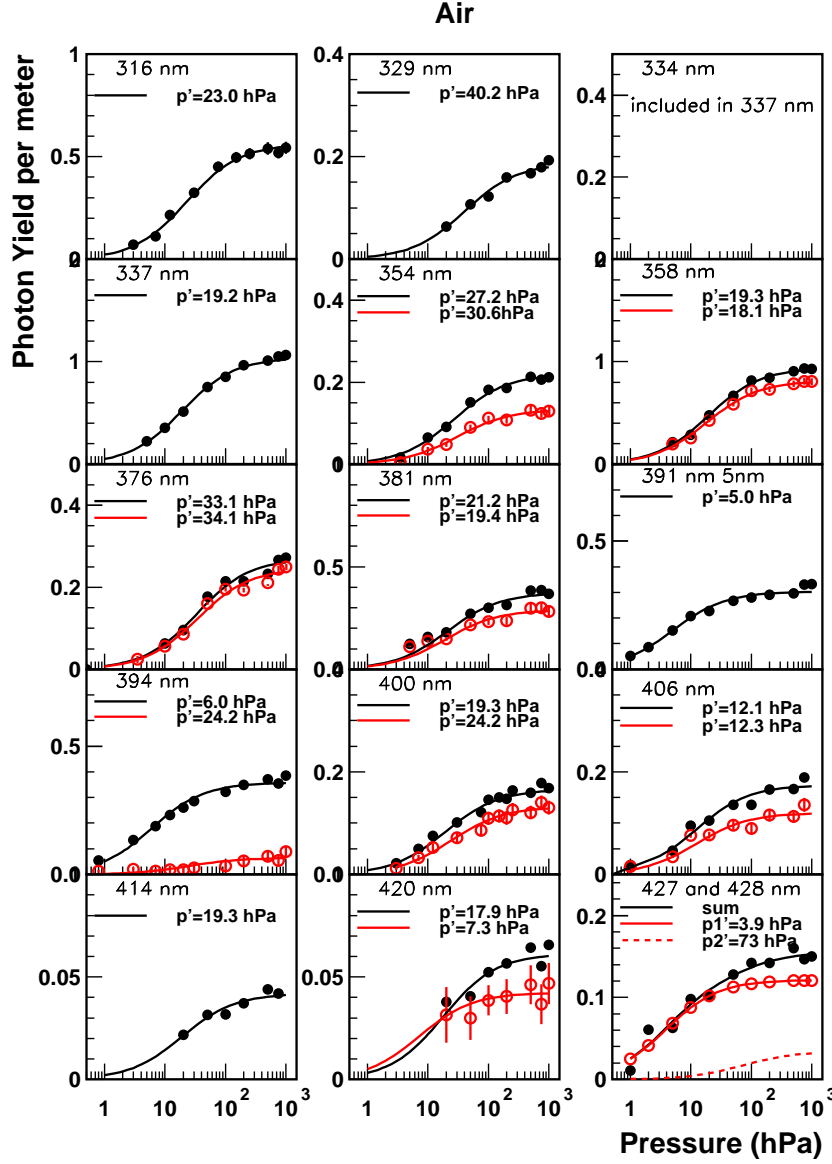 Air
Photon Yield per meter
316 nm
p'=23.0 hPa
1
0.5
0
329 nm
p'=40.2 hPa
0.4
0.2
0
334 nm
included in 337 nm
0.4
0.2
0
337 nm
p'=19.2 hPa
2
1
0
354 nm
p'=27.2 hPa
p'=30.6hPa
0.4
0.2
0
358 nm
p'=19.3 hPa
p'=18.1 hPa
2
1
0
376 nm
p'=33.1 hPa
p'=34.1 hPa
0.4
0.2
0
381 nm
p'=21.2 hPa
p'=19.4 hPa
0.5
0
391 nm 5nm
p'=5.0 hPa
0.5
0
394 nm
p'=6.0 hPa
p'=24.2 hPa
0.5
400 nm
p'=19.3 hPa
p'=24.2 hPa
0.2
0
406 nm
p'=12.1 hPa
p'=12.3 hPa
0.2
0
414 nm
p'=19.3 hPa
0.05
0
420 nm
p'=17.9 hPa
p'=7.3 hPa
0.05
0
427 and 428 nm
sum
p1'=3.9 hPa
p2'=73 hPa
0.2
0.1
0
1 10 10² 10³
1 10 10² 10³
1 10 10² 10³
Pressure (hPa)